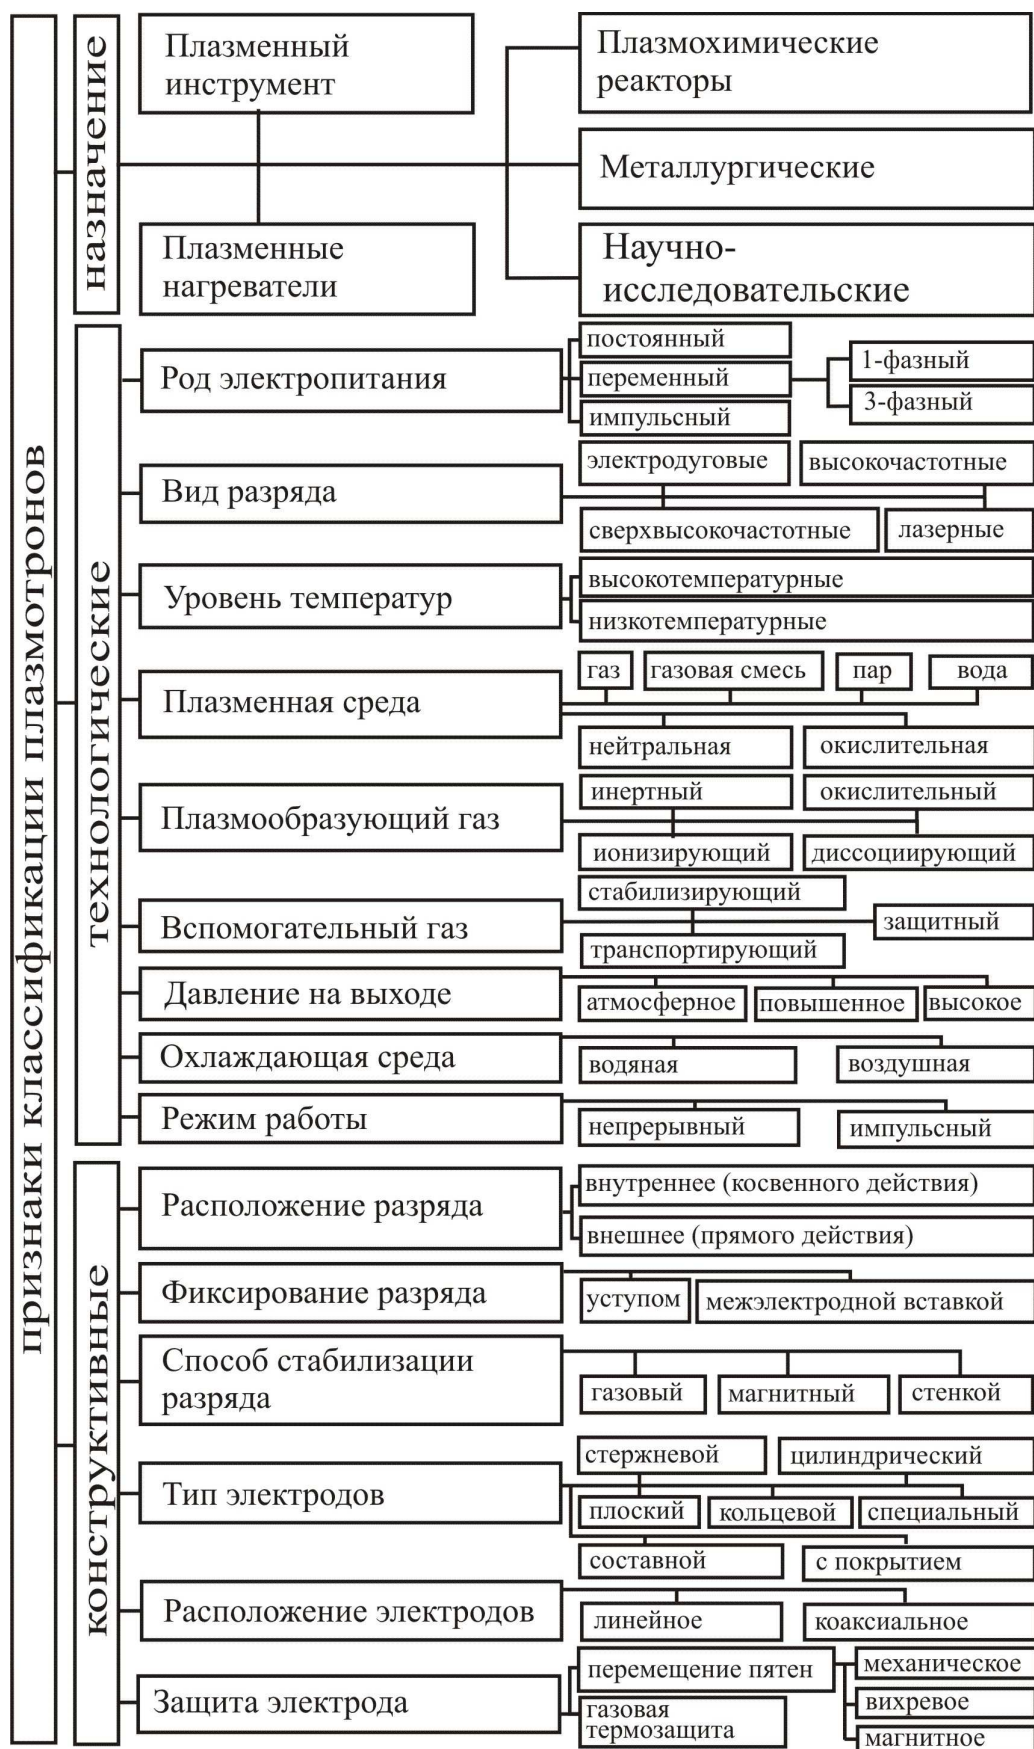 признаки классификации плазмотронов
назначение
Плазменный
инструмент
Плазменные
нагреватели
Плазмохимические
реакторы
Металлургические
Научно-
исследовательские
технологические
Род электропитания
постоянный
переменный
импульсный
1-фазный
3-фазный
Вид разряда
электродуговые
высокочастотные
сверхвысокочастотные
лазерные
Уровень температур
высокотемпературные
низкотемпературные
Плазменная среда
газ
газовая смесь
пар
вода
нейтральная
окислительная
Плазмообразующий газ
инертный
окислительный
ионизирующий
диссоциирующий
Вспомогательный газ
стабилизирующий
защитный
транспортирующий
Давление на выходе
атмосферное
повышенное
высокое
Охлаждающая среда
водяная
воздушная
Режим работы
непрерывный
импульсный
конструктивные
Расположение разряда
внутреннее (косвенного действия)
внешнее (прямого действия)
Фиксирование разряда
уступом
межэлектродной вставкой
Способ стабилизации
разряда
газовый
магнитный
стенкой
Тип электродов
стержневой
цилиндрический
плоский
кольцевой
специальный
составной
с покрытием
Расположение электродов
линейное
коаксиальное
Защита электрода
перемещение пятен
газовая
термозащита
механическое
вихревое
магнитное